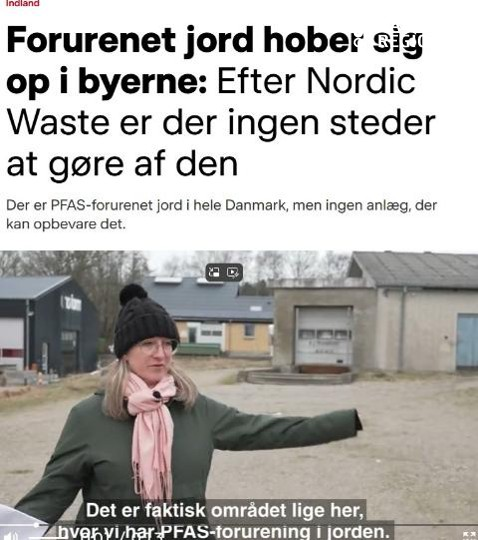 Indland
Forurenet jord hober sig
op i byerne: Efter Nordic
Waste er der ingen steder
at gøre af den
Der er PFAS-forurenet jord i hele Danmark, men ingen anlæg, der
kan opbevare det.
Det er faktisk området lige her,
hvor vi har PFAS-forurening i jorden.